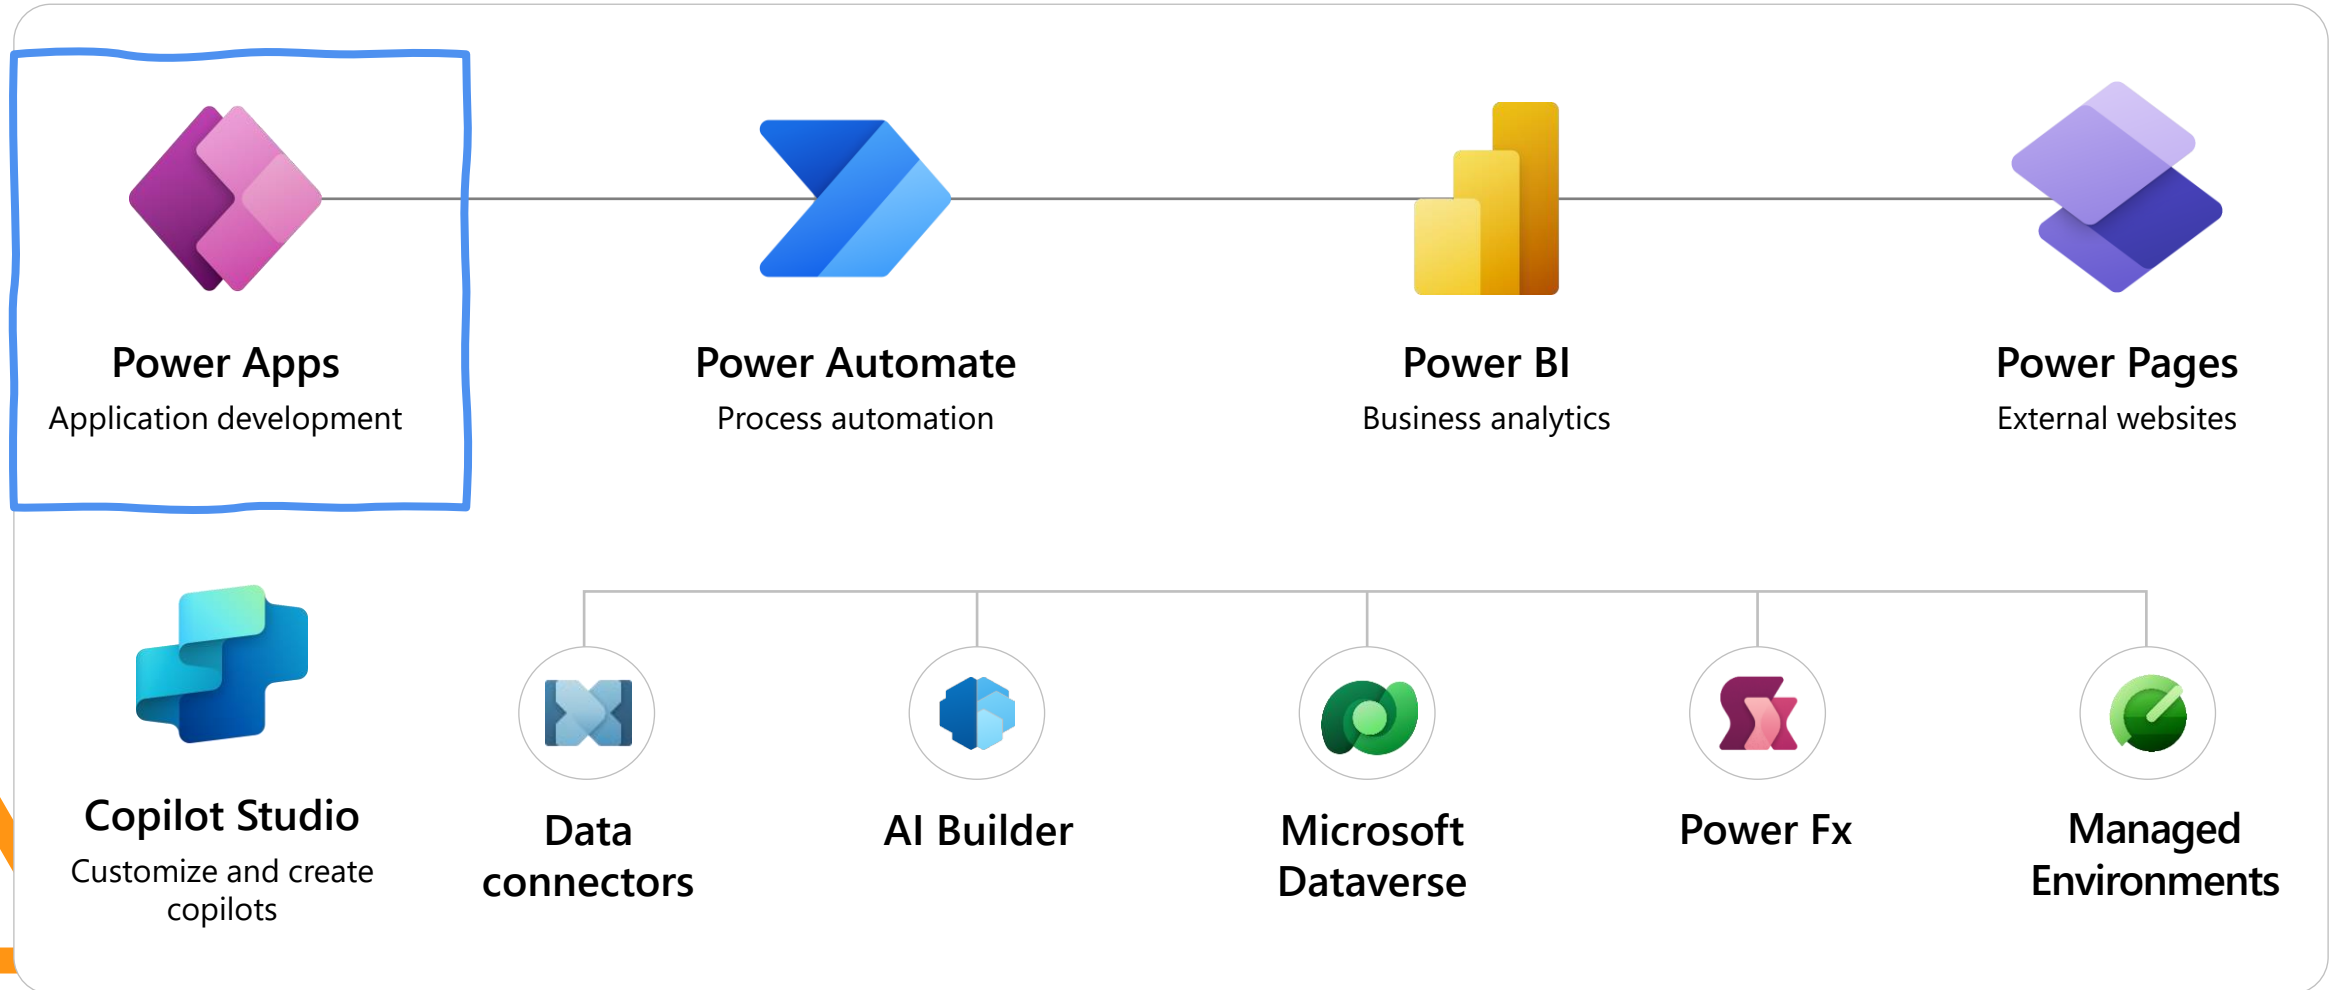 Power Apps
Application development
Power Automate
Process automation
Power BI
Business analytics
Power Pages
External websites
Copilot Studio
Customize and create
copilots
Data
connectors
AI Builder
Microsoft
Dataverse
Power Fx
Managed
Environments